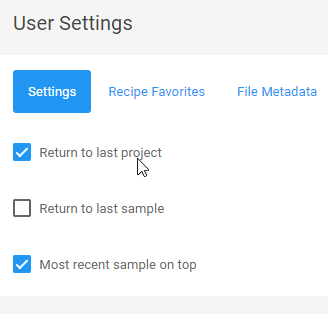 User Settings
Settings Recipe Favorites File Metadata
Return to last project
Return to last sample
Most recent sample on top